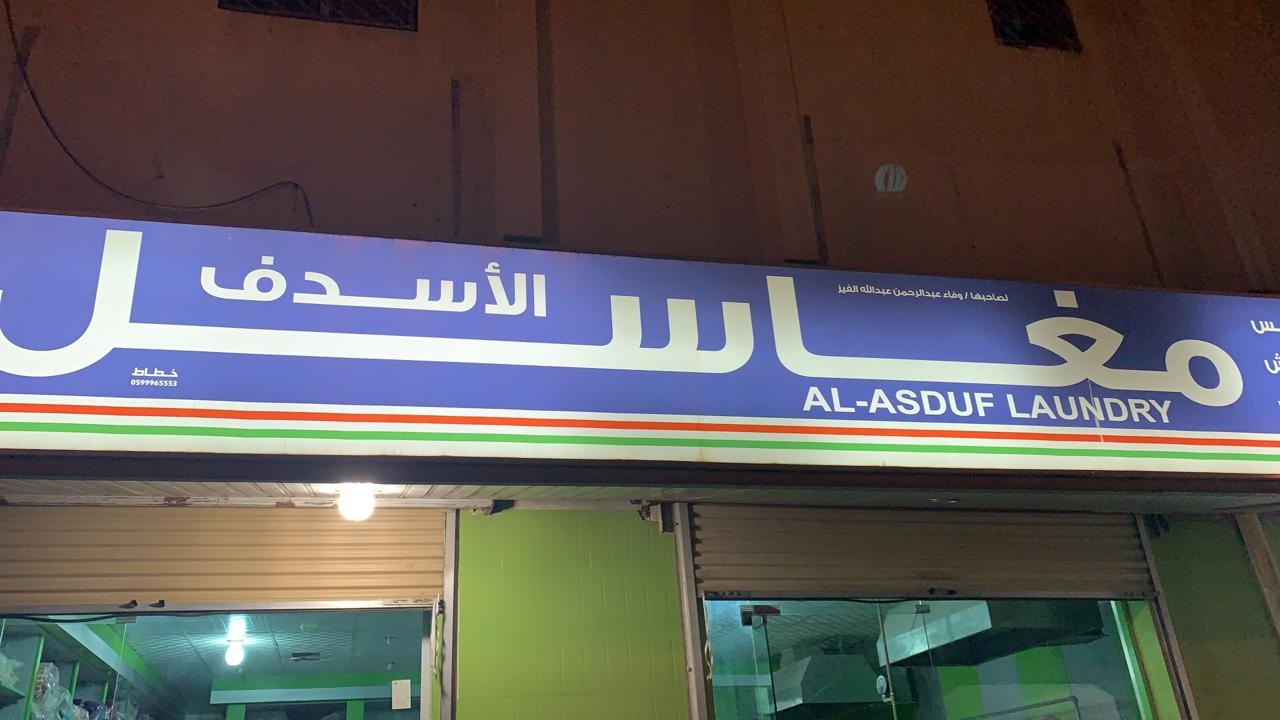 لصاحبها / وفاء عبدالرحمن عبدالله الفيز
مغاسل
الأسدف
AL-ASDUF LAUNDRY
خطاط
0599965553